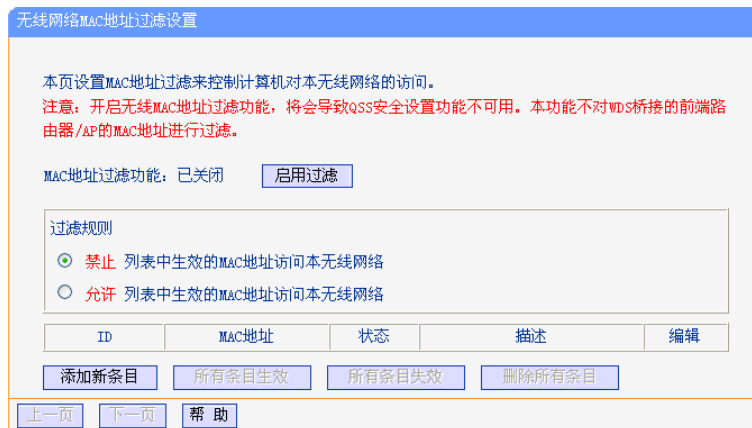 无线网络MAC地址过滤设置
本页设置MAC地址过滤来控制计算机对本无线网络的访问。
注意：开启无线MAC地址过滤功能，将会导致QSS安全设置功能不可用。本功能不对WDS桥接的前端路
由器/AP的MAC地址进行过滤。
MAC地址过滤功能：已关闭 启用过滤
过滤规则
禁止 列表中生效的MAC地址访问本无线网络
允许 列表中生效的MAC地址访问本无线网络
ID MAC地址 状态 描述 编辑
添加新条目 所有条目生效 所有条目失效 删除所有条目
上一页 下一页 帮 助